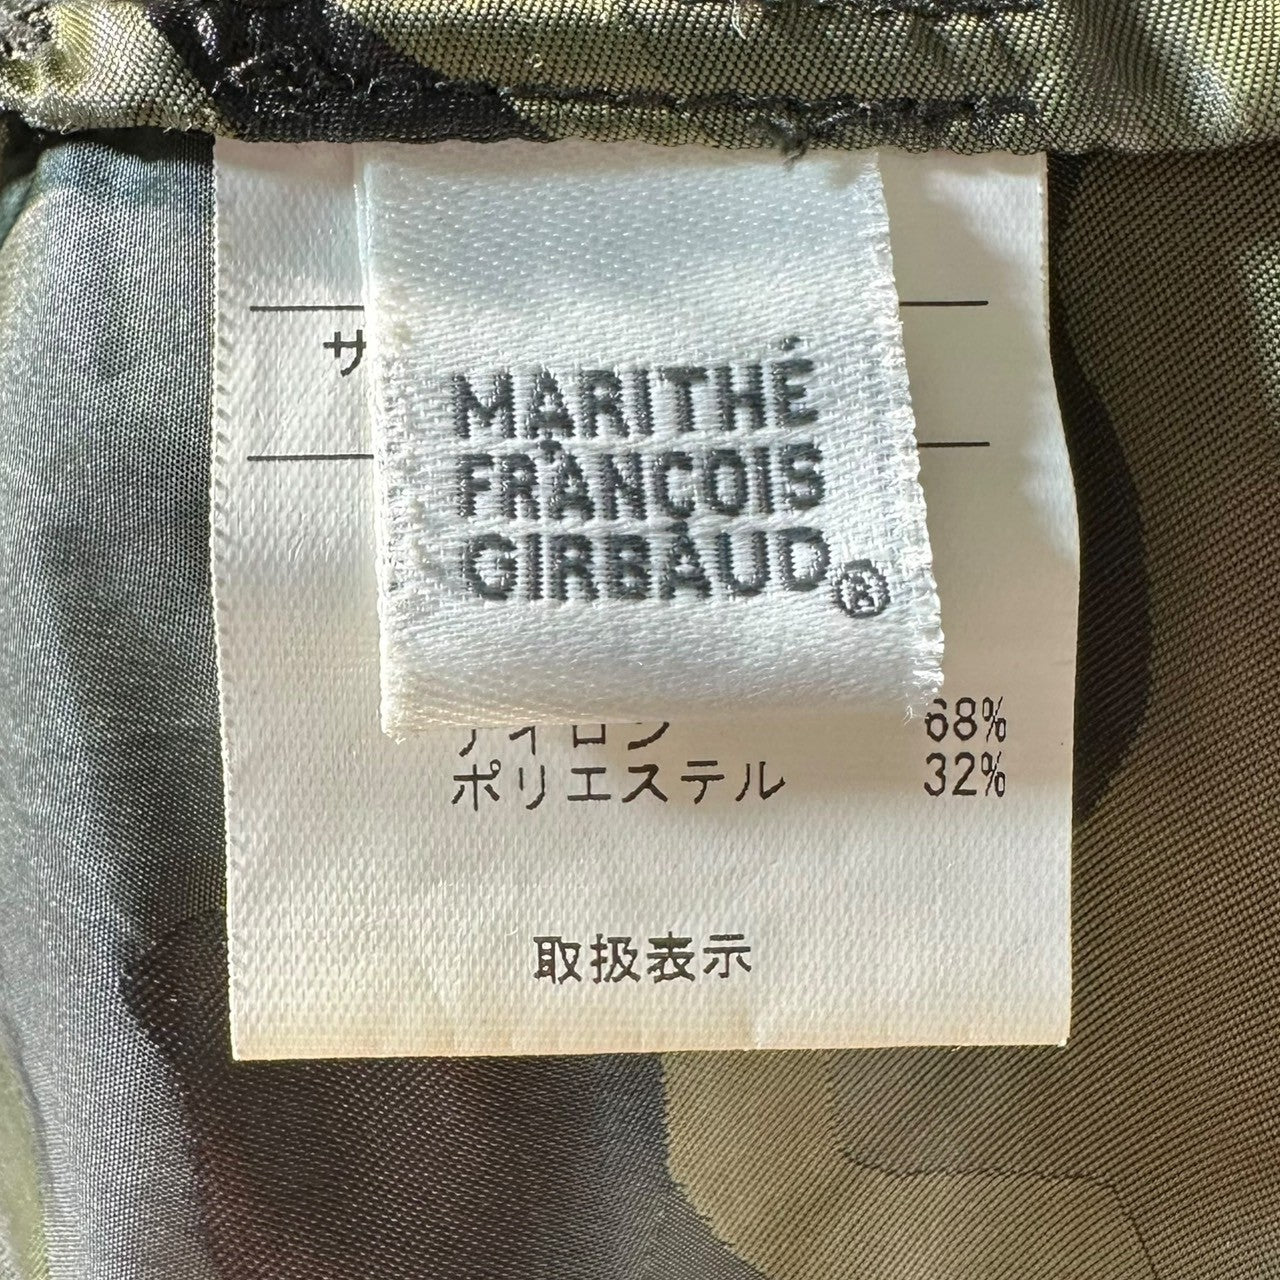 サ
MARITHÉ
FRANCOIS
GIRBAUD®
ナイロン 68%
ポリエステル 32%
取扱表示